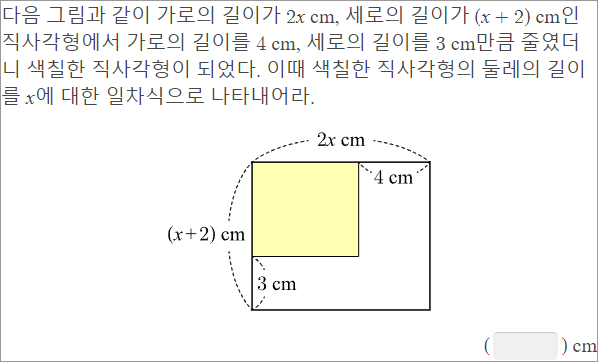 다음 그림과 같이 가로의 길이가 2x cm, 세로의 길이가 (x + 2) cm인
직사각형에서 가로의 길이를 4 cm, 세로의 길이를 3 cm만큼 줄였더
니 색칠한 직사각형이 되었다. 이때 색칠한 직사각형의 둘레의 길이
를 x에 대한 일차식으로 나타내어라.
2x cm
4 cm
(x+2) cm
3 cm
( ) cm